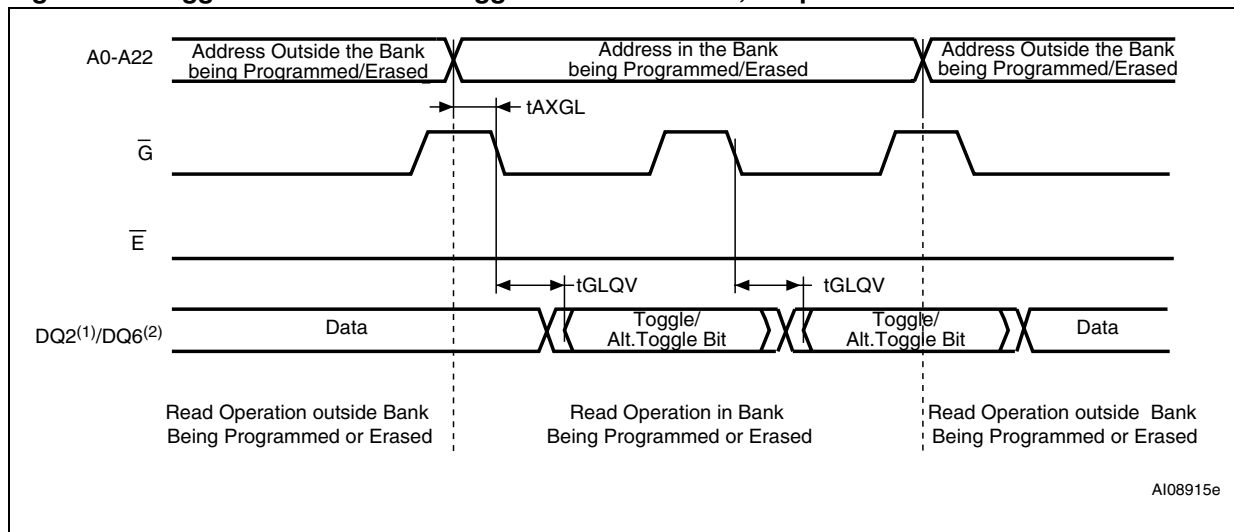 A0-A22
Address Outside the Bank
being Programmed/Erased
Address in the Bank
being Programmed/Erased
Address Outside the Bank
being Programmed/Erased
tAXGL
G
E
tGLQV
tGLQV
DQ2(1)/DQ6(2)
Data
Toggle/
Alt.Toggle Bit
Toggle/
Alt.Toggle Bit
Data
Read Operation outside Bank
Being Programmed or Erased
Read Operation in Bank
Being Programmed or Erased
Read Operation outside Bank
Being Programmed or Erased
AI08915e